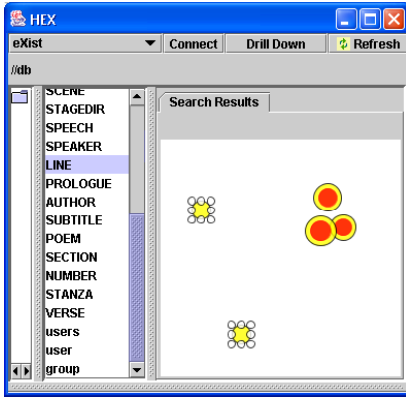 HEX
eXist Connect Drill Down Refresh
//db
SCENE
STAGEDIR
SPEECH
SPEAKER
LINE
PROLOGUE
AUTHOR
SUBTITLE
POEM
SECTION
NUMBER
STANZA
VERSE
users
user
group
Search Results